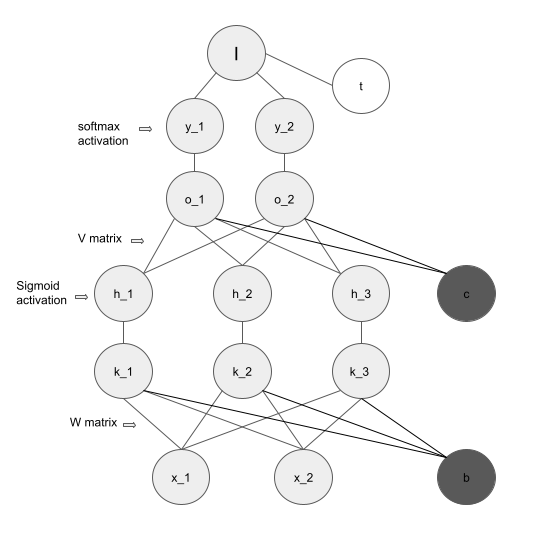 l
t
softmax
activation
y_1
y_2
o_1
o_2
V matrix
Sigmoid
activation
h_1
h_2
h_3
c
k_1
k_2
k_3
W matrix
x_1
x_2
b